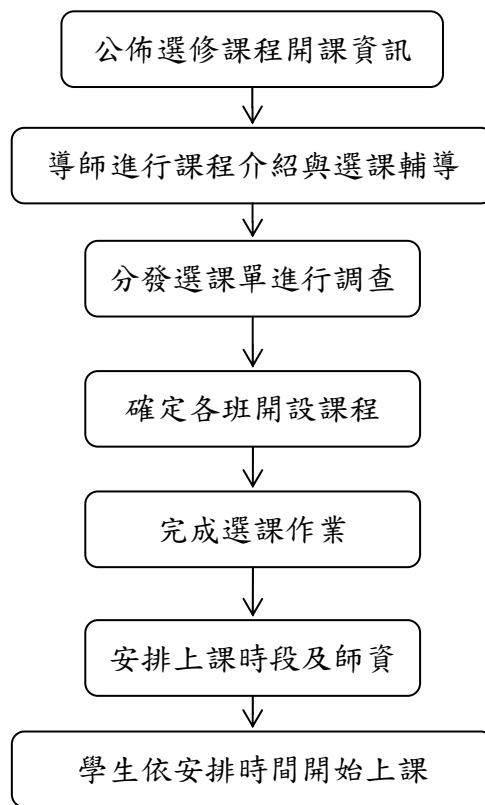 公佈選修課程開課資訊
導師進行課程介紹與選課輔導
分發選課單進行調查
確定各班開設課程
完成選課作業
安排上課時段及師資
學生依安排時間開始上課